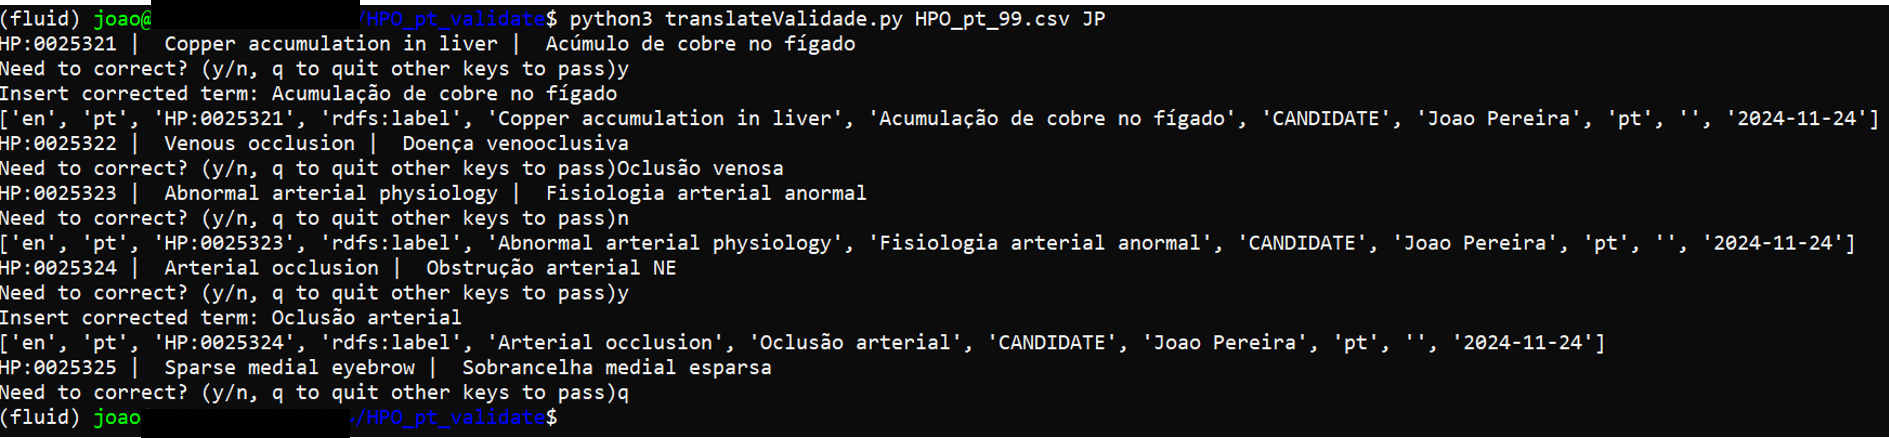 (fluid) joao@ /HPO_pt_validate$ python3 translateValidade.py HPO_pt_99.csv JP
HP:0025321 |  Copper accumulation in liver |  Acúmulo de cobre no fígado
Need to correct? (y/n, q to quit other keys to pass)y
Insert corrected term: Acumulação de cobre no fígado
['en', 'pt', 'HP:0025321', 'rdfs:label', 'Copper accumulation in liver', 'Acumulação de cobre no fígado', 'CANDIDATE', 'Joao Pereira', 'pt', '', '2024-11-24']
HP:0025322 |  Venous occlusion |  Doença venooclusiva
Need to correct? (y/n, q to quit other keys to pass)Oclusão venosa
HP:0025323 |  Abnormal arterial physiology |  Fisiologia arterial anormal
Need to correct? (y/n, q to quit other keys to pass)n
['en', 'pt', 'HP:0025323', 'rdfs:label', 'Abnormal arterial physiology', 'Fisiologia arterial anormal', 'CANDIDATE', 'Joao Pereira', 'pt', '', '2024-11-24']
HP:0025324 |  Arterial occlusion |  Obstrução arterial NE
Need to correct? (y/n, q to quit other keys to pass)y
Insert corrected term: Oclusão arterial
['en', 'pt', 'HP:0025324', 'rdfs:label', 'Arterial occlusion', 'Oclusão arterial', 'CANDIDATE', 'Joao Pereira', 'pt', '', '2024-11-24']
HP:0025325 |  Sparse medial eyebrow |  Sobrancelha medial esparsa
Need to correct? (y/n, q to quit other keys to pass)q
(fluid) joao /HPO_pt_validate$